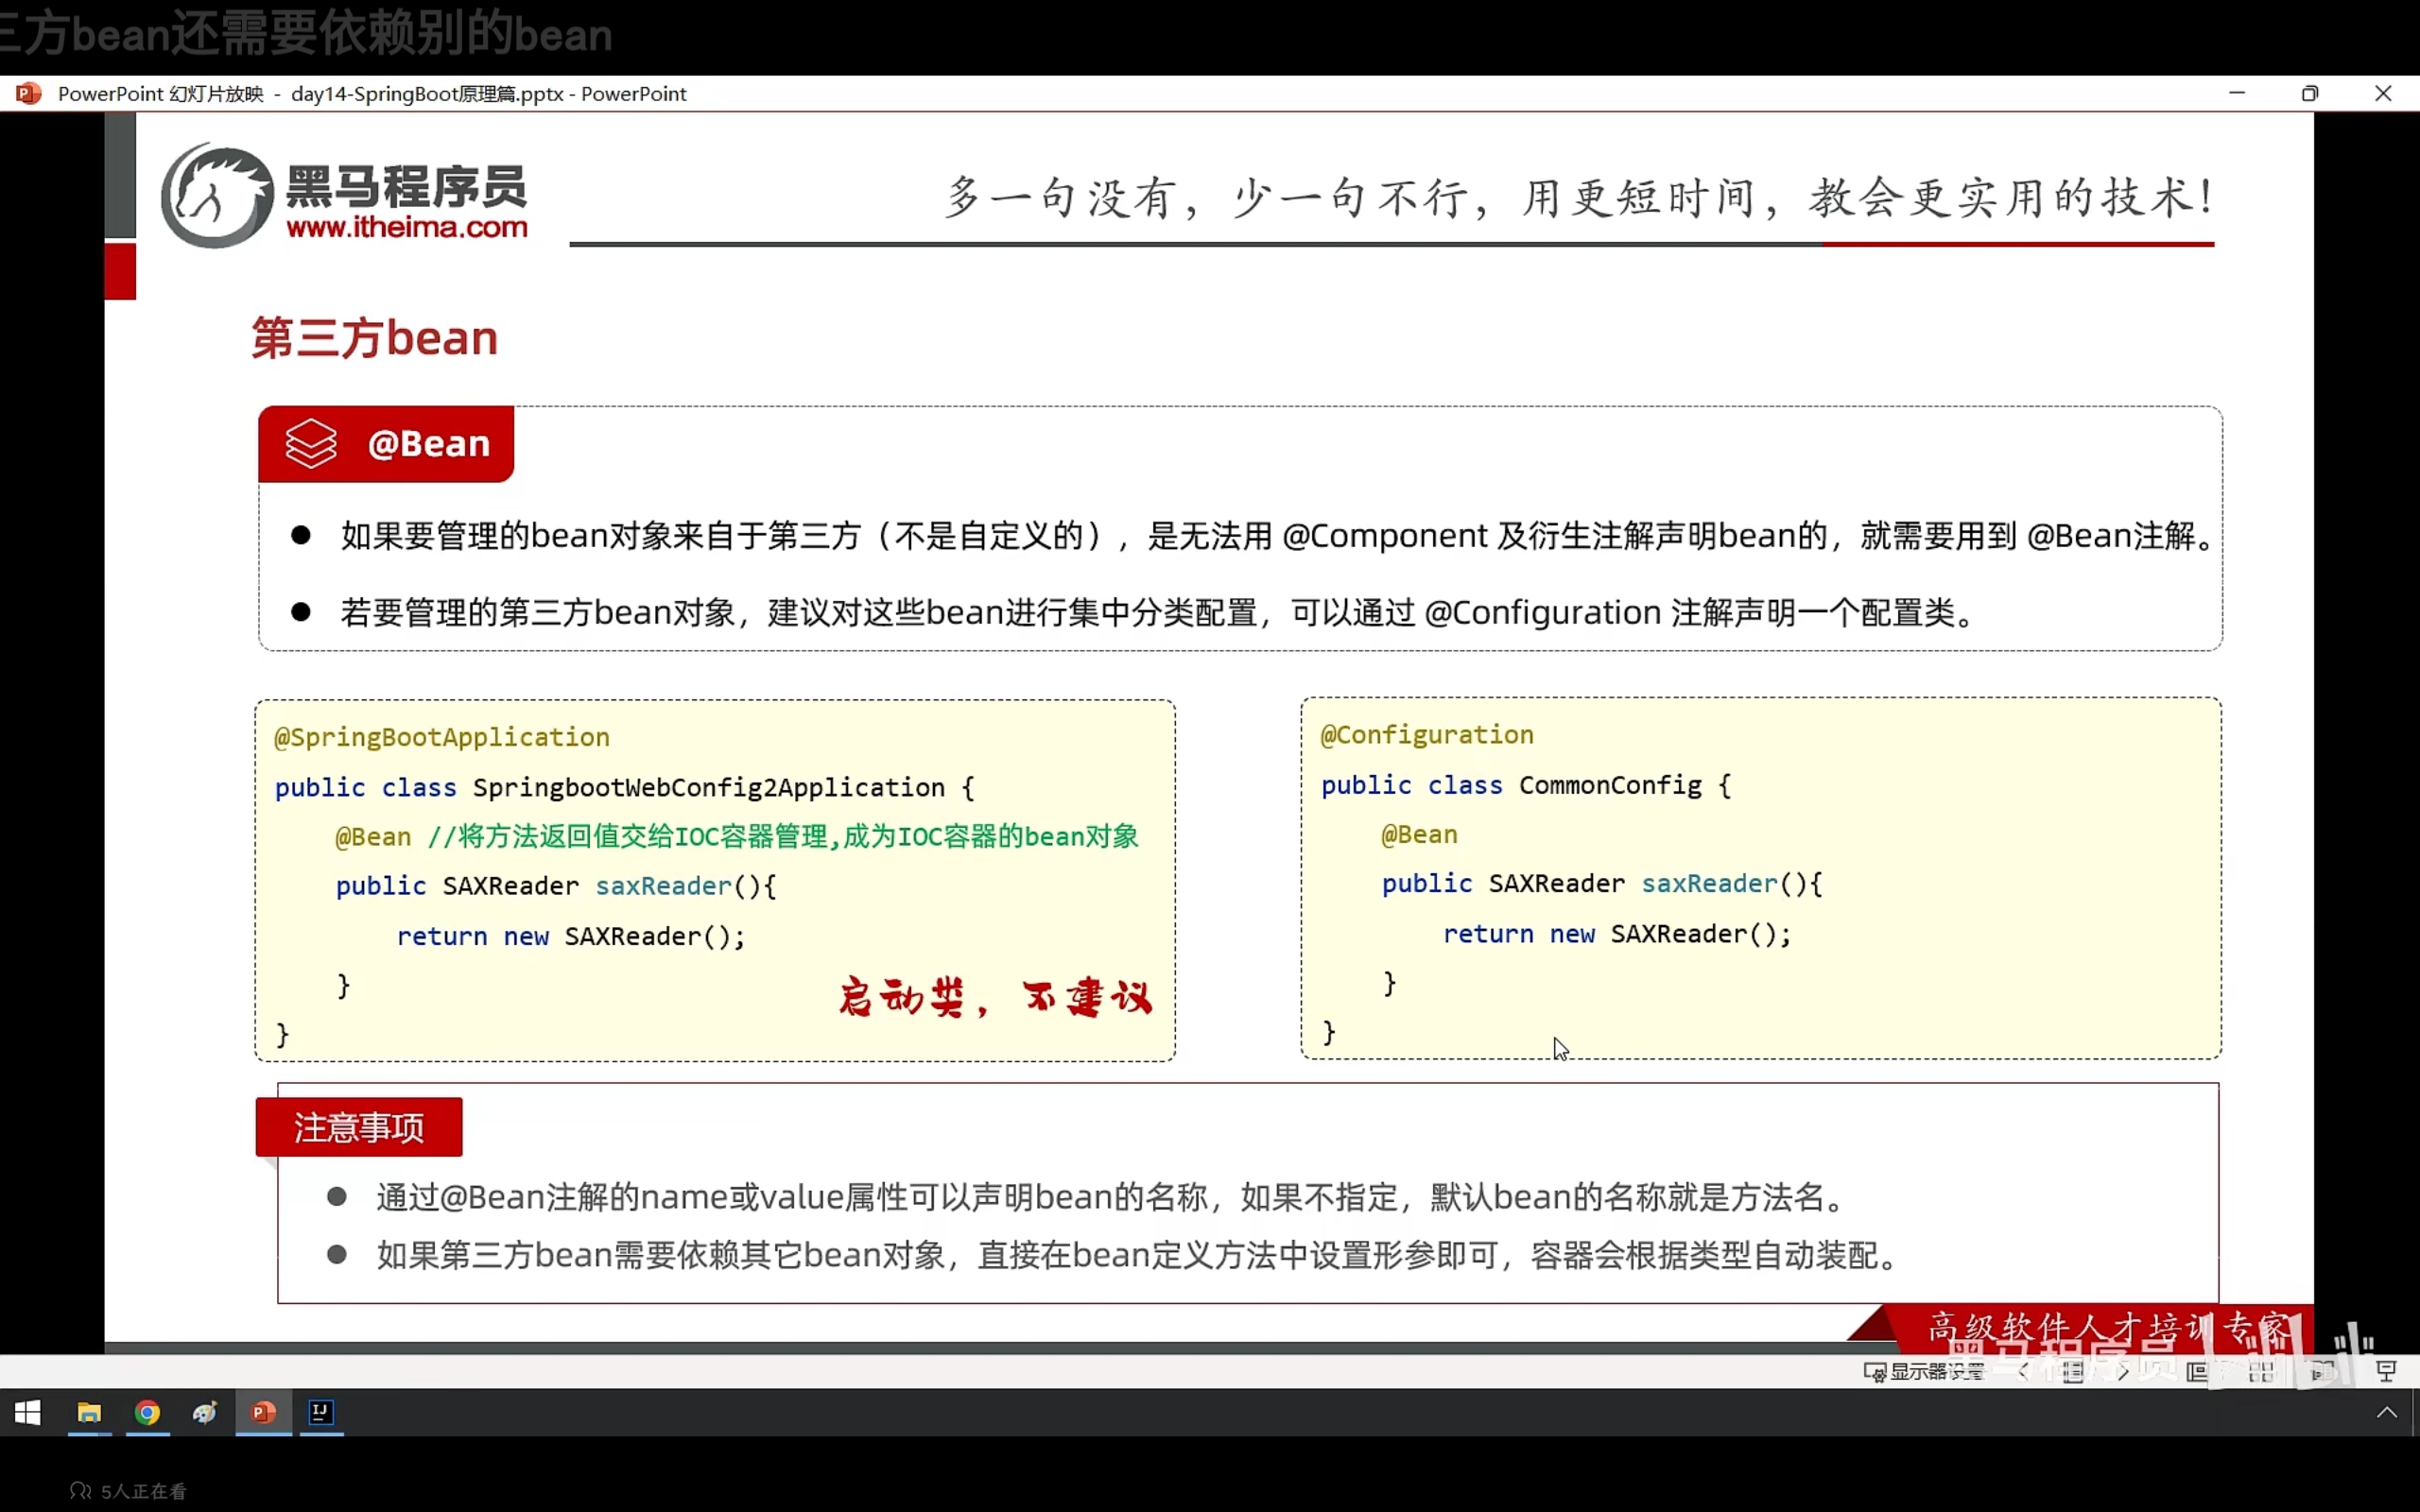 三方bean还需要依赖别的bean
PowerPoint 幻灯片放映 - day14-SpringBoot原理篇.pptx - PowerPoint
黑马程序员
www.itheima.com
多一句没有，少一句不行，用更短时间，教会更实用的技术！
第三方bean
@Bean
如果要管理的bean对象来自于第三方（不是自定义的），是无法用 @Component 及衍生注解声明bean的，就需要用到 @Bean注解。
若要管理的第三方bean对象，建议对这些bean进行集中分类配置，可以通过 @Configuration 注解声明一个配置类。
@SpringBootApplication
public class SpringbootWebConfig2Application {
@Bean //将方法返回值交给IOC容器管理,成为IOC容器的bean对象
public SAXReader saxReader(){
return new SAXReader();
}
启动类，不建议
}
@Configuration
public class CommonConfig {
@Bean
public SAXReader saxReader(){
return new SAXReader();
}
}
注意事项
通过@Bean注解的name或value属性可以声明bean的名称，如果不指定，默认bean的名称就是方法名。
如果第三方bean需要依赖其它bean对象，直接在bean定义方法中设置形参即可，容器会根据类型自动装配。
高级软件人才培训专家
黑马程序员
显示器设置
5人正在看